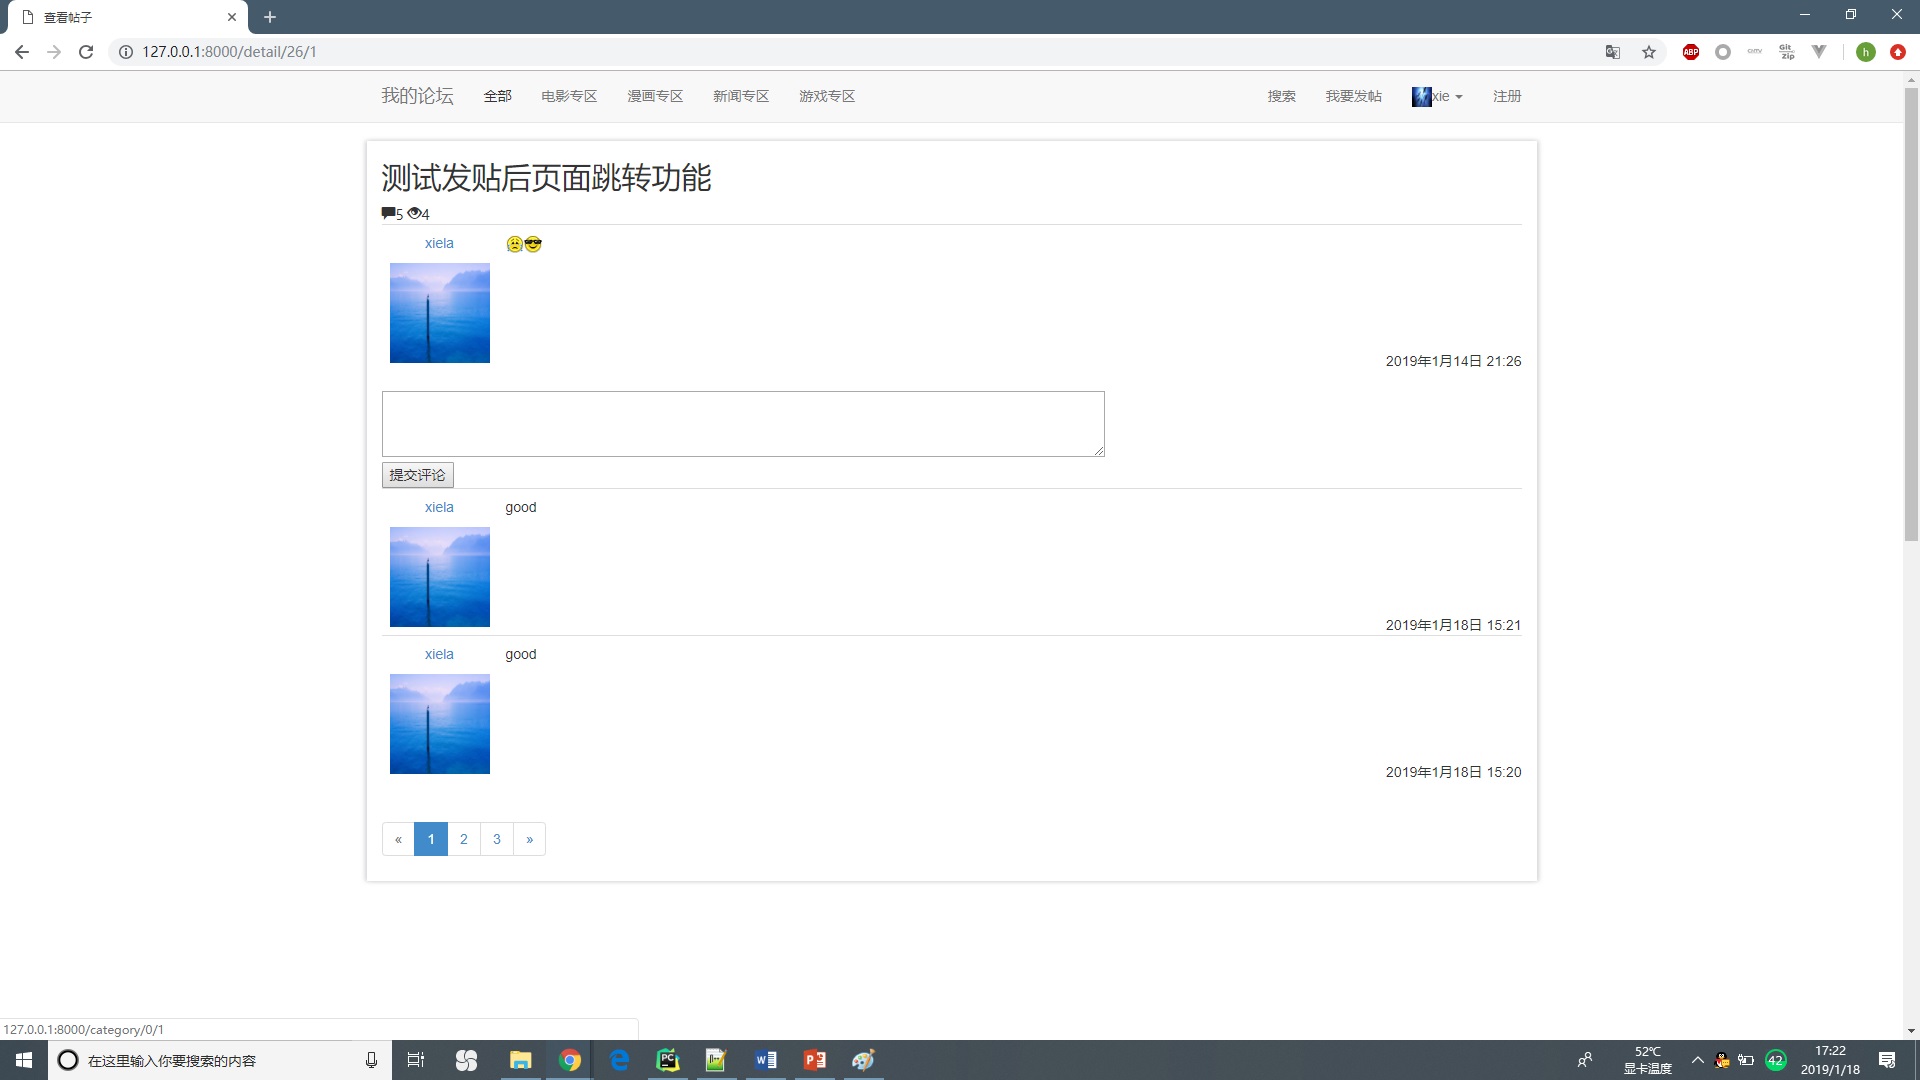 查看帖子
127.0.0.1:8000/detail/26/1
ABP
Git
Zip
h
我的论坛 全部 电影专区 漫画专区 新闻专区 游戏专区 搜索 我要发帖 xie 注册
测试发贴后页面跳转功能
5 4
xiela
2019年1月14日 21:26
提交评论
xiela good
2019年1月18日 15:21
xiela good
2019年1月18日 15:20
« 1 2 3 »
127.0.0.1:8000/category/0/1
在这里输入你要搜索的内容
52℃
显卡温度
42
17:22
2019/1/18